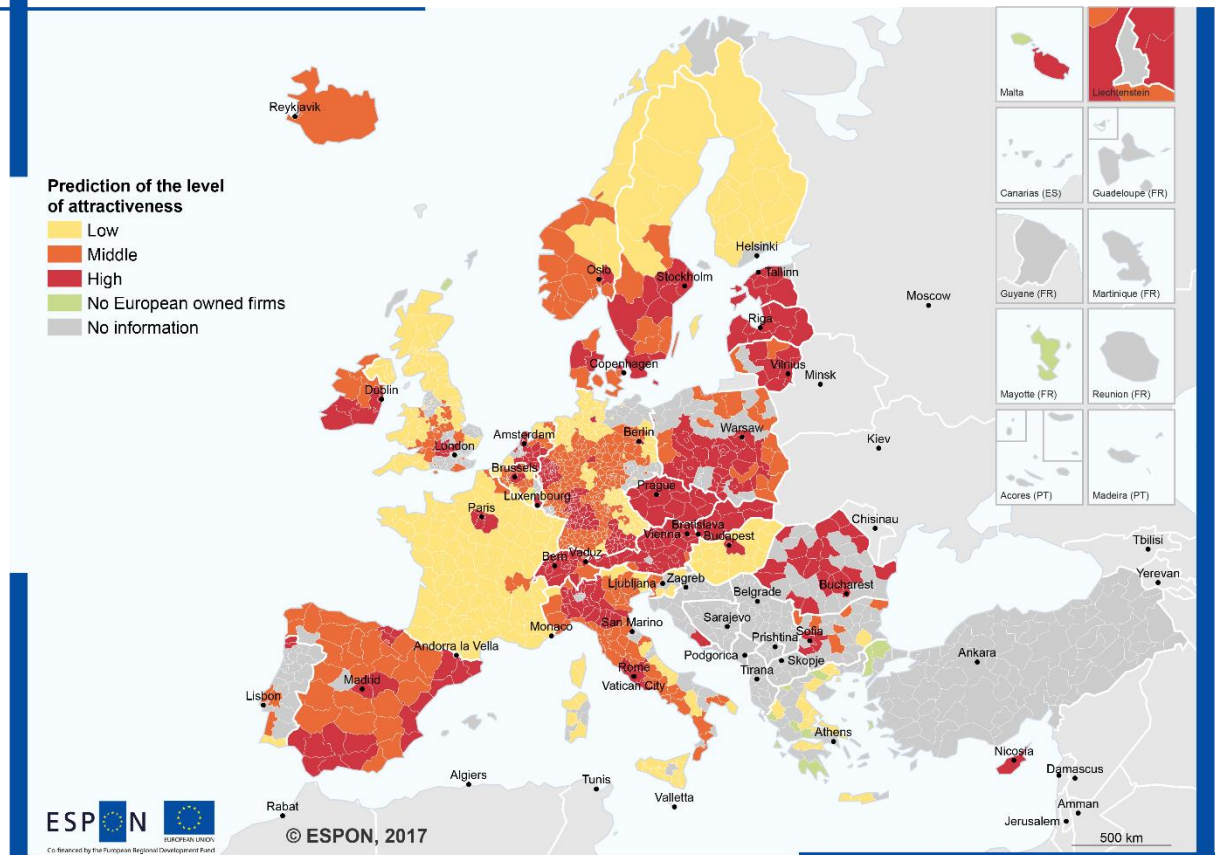 Prediction of the level
of attractiveness
Low
Middle
High
No European owned firms
No information
Reykjavik
Helsinki
Oslo
Stockholm
Tallinn
Riga
Moscow
Copenhagen
Vilnius
Minsk
Dublin
Amsterdam
Berlin
Warsaw
London
Brussels
Kiev
Luxembourg
Prague
Paris
Bratislava
Vienna
Budapest
Chisinau
Bern
Vaduz
Tbilisi
Ljubljana
Zagreb
Yerevan
Belgrade
Bucharest
San Marino
Sarajevo
Monaco
Prishtina
Sofia
Andorra la Vella
Podgorica
Skopje
Ankara
Rome
Tirana
Vatican City
Madrid
Lisbon
Athens
Nicosia
Algiers
Tunis
Damascus
Valletta
Rabat
Amman
Jerusalem
Malta
Liechtenstein
Canarias (ES)
Guadeloupe (FR)
Guyane (FR)
Martinique (FR)
Mayotte (FR)
Reunion (FR)
Acores (PT)
Madeira (PT)
ESPON
EUROPEAN UNION
Co-financed by the European Regional Development Fund
© ESPON, 2017
500 km